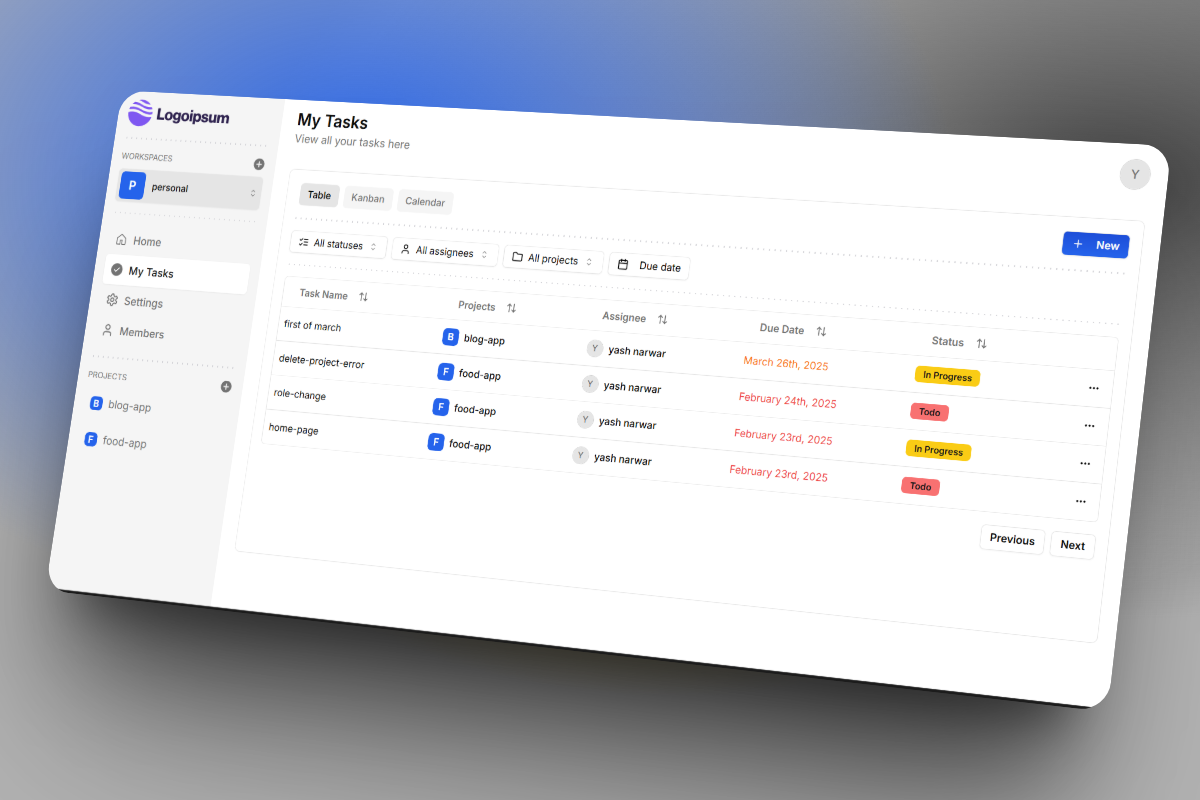 Logoipsum
WORKSPACES
P personal
Home
My Tasks
Settings
Members
PROJECTS
B blog-app
F food-app
My Tasks
View all your tasks here
Y
Table Kanban Calendar
+ New
All statuses All assignees All projects Due date
Task Name Projects Assignee Due Date Status
first of march B blog-app Y yash narwar March 26th, 2025 In Progress ...
delete-project-error F food-app Y yash narwar February 24th, 2025 Todo ...
role-change F food-app Y yash narwar February 23rd, 2025 In Progress ...
home-page F food-app Y yash narwar February 23rd, 2025 Todo ...
Previous Next